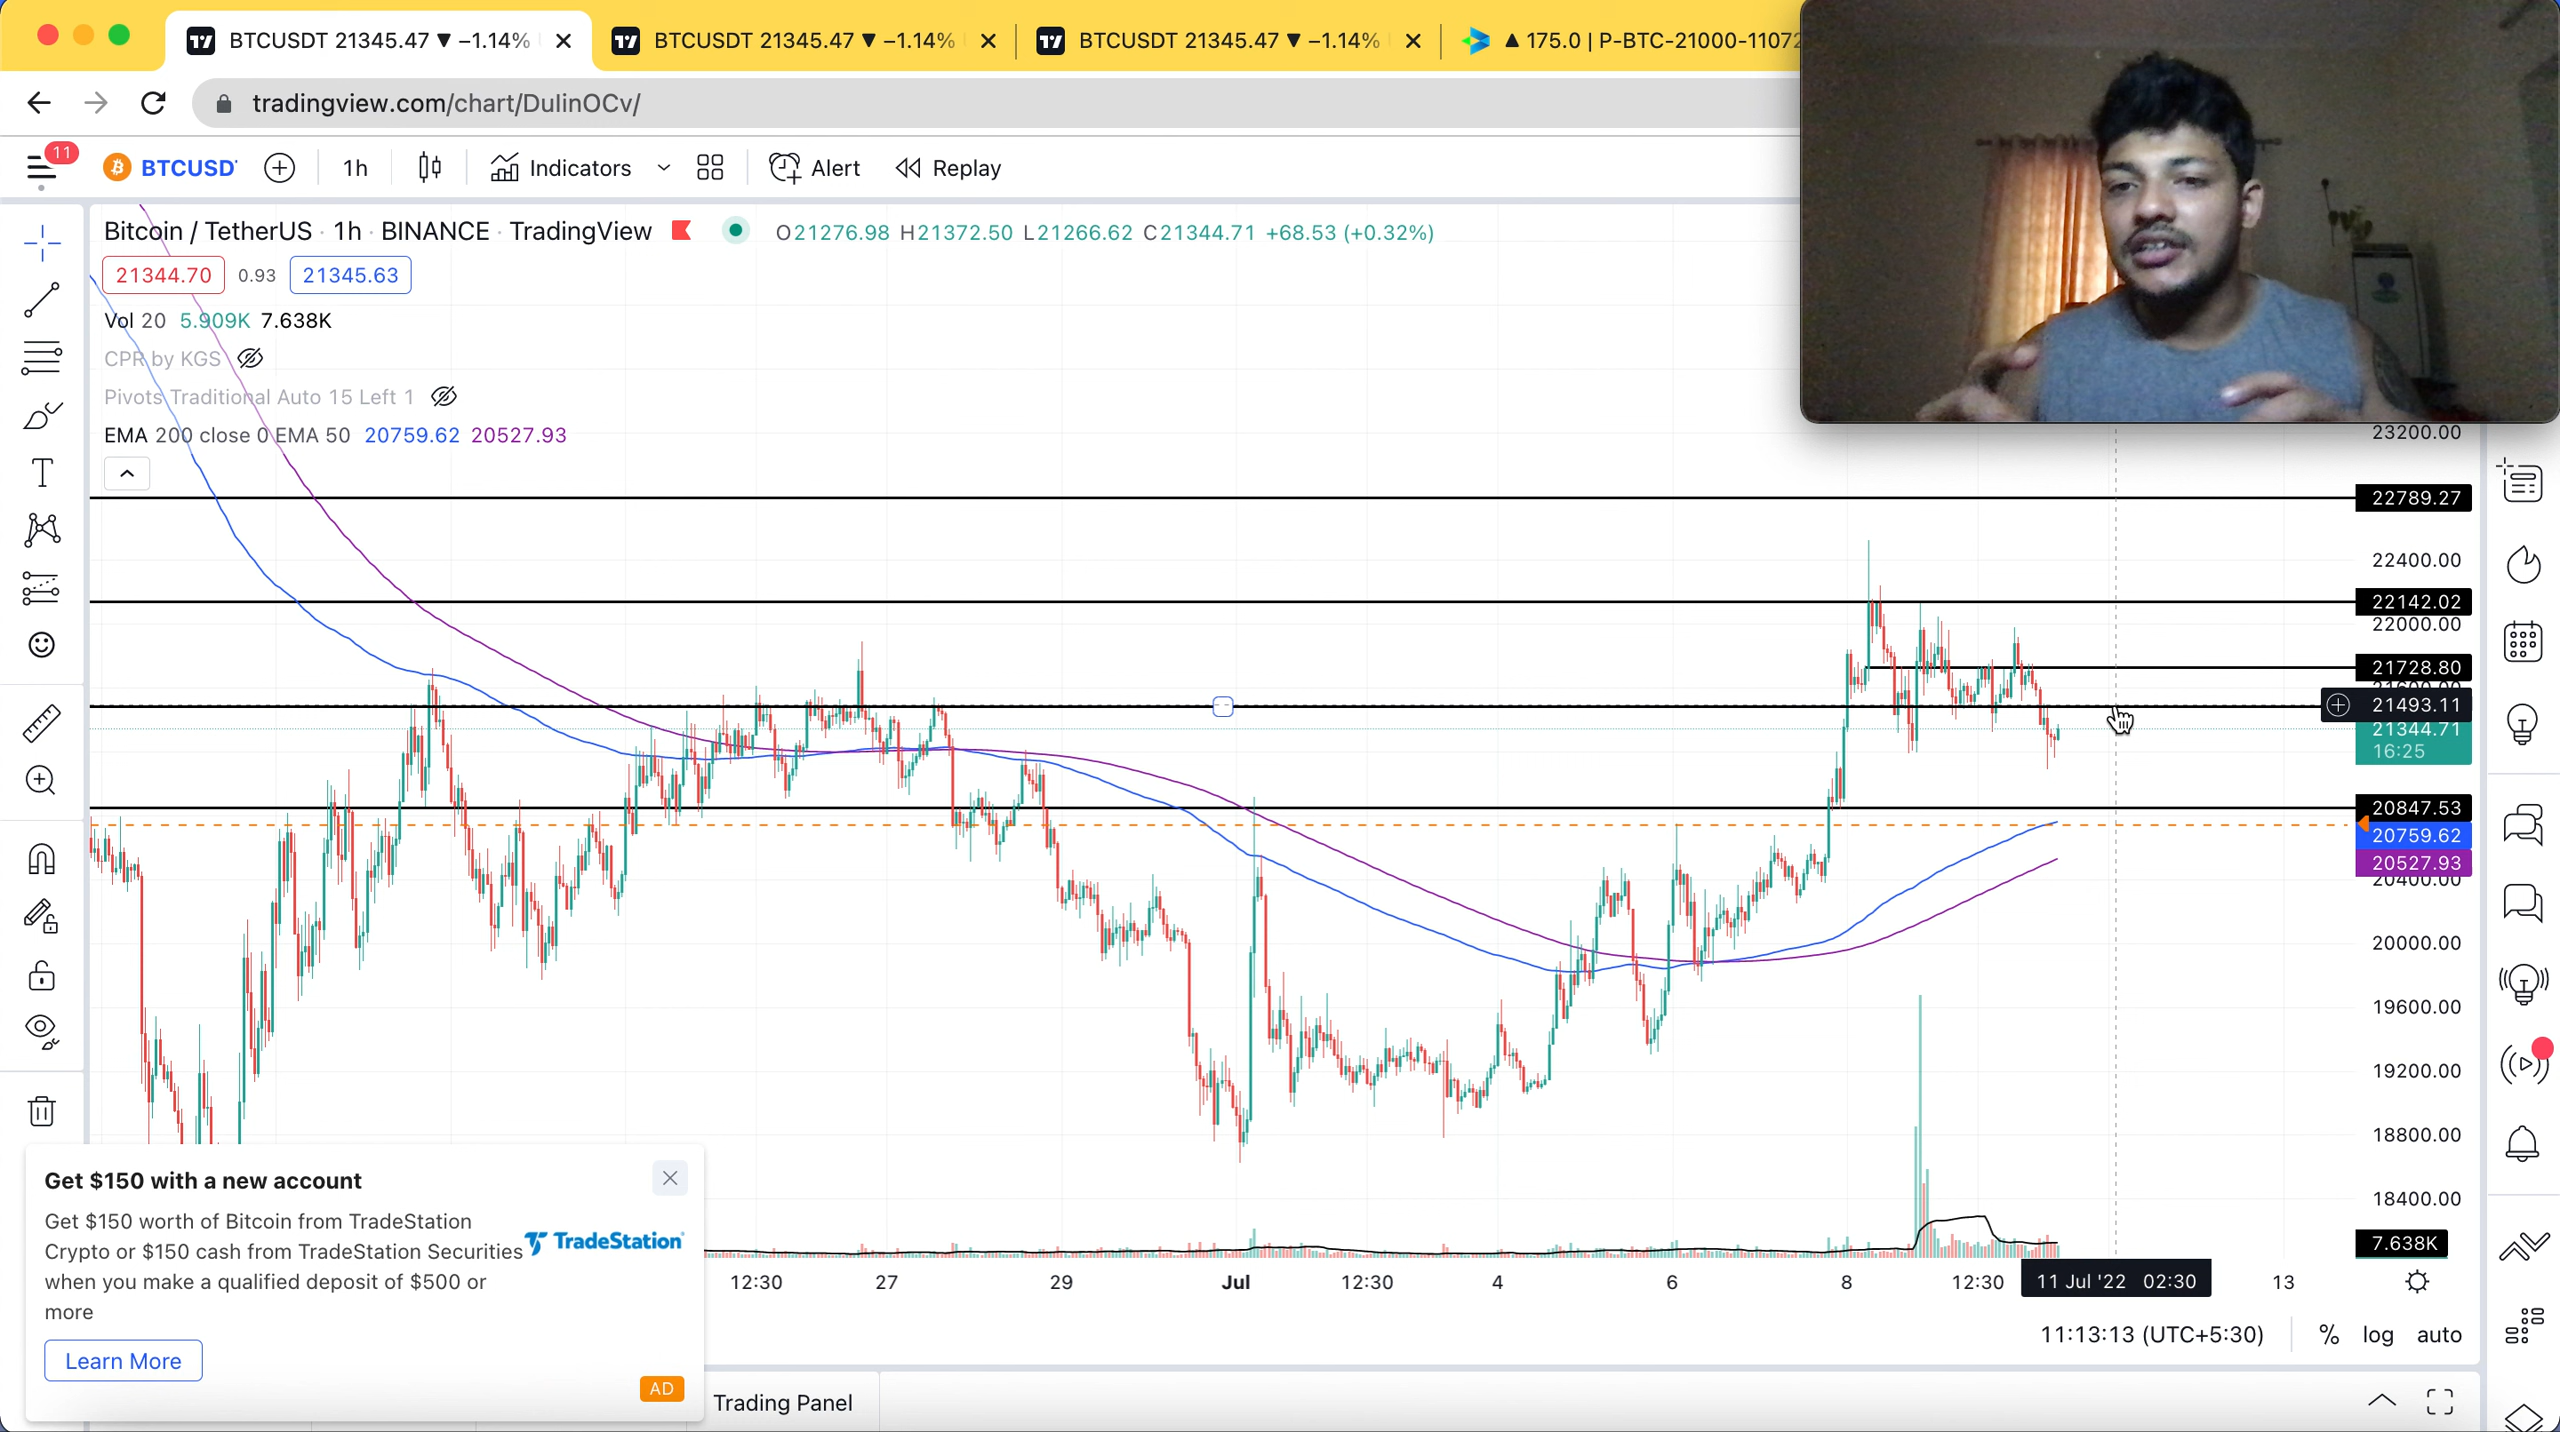 BTCUSDT 21345.47 ▼ −1.14%
BTCUSDT 21345.47 ▼ −1.14%
BTCUSDT 21345.47 ▼ −1.14%
▲ 175.0 | P-BTC-21000-11072
tradingview.com/chart/DulinOCv/
11
BTCUSD
1h
Indicators
Alert
Replay
Bitcoin / TetherUS · 1h · BINANCE · TradingView
O21276.98 H21372.50 L21266.62 C21344.71 +68.53 (+0.32%)
21344.70 0.93 21345.63
Vol 20 5.909K 7.638K
CPR by KGS
Pivots Traditional Auto 15 Left 1
EMA 200 close 0 EMA 50 20759.62 20527.93
23200.00
22789.27
22400.00
22142.02
22000.00
21728.80
21493.11
21344.71
16:25
20847.53
20759.62
20527.93
20400.00
20000.00
19600.00
19200.00
18800.00
18400.00
7.638K
12:30 27 29 Jul 12:30 4 6 8 12:30 11 Jul '22 02:30 13
11:13:13 (UTC+5:30) % log auto
Get $150 with a new account
Get $150 worth of Bitcoin from TradeStation
Crypto or $150 cash from TradeStation Securities
when you make a qualified deposit of $500 or
more
TradeStation
Learn More
AD
Trading Panel